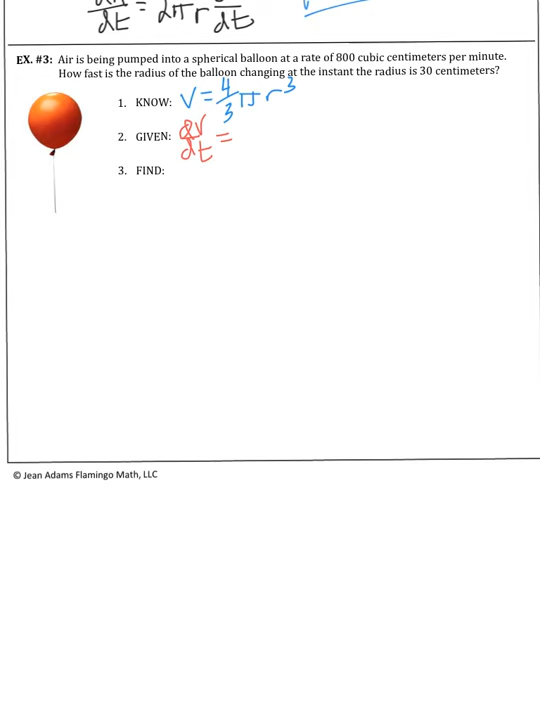 dt = 2πr dt
EX. #3: Air is being pumped into a spherical balloon at a rate of 800 cubic centimeters per minute.
How fast is the radius of the balloon changing at the instant the radius is 30 centimeters?
1. KNOW: V = 4/3 π r³
2. GIVEN: dV/dt =
3. FIND:
© Jean Adams Flamingo Math, LLC